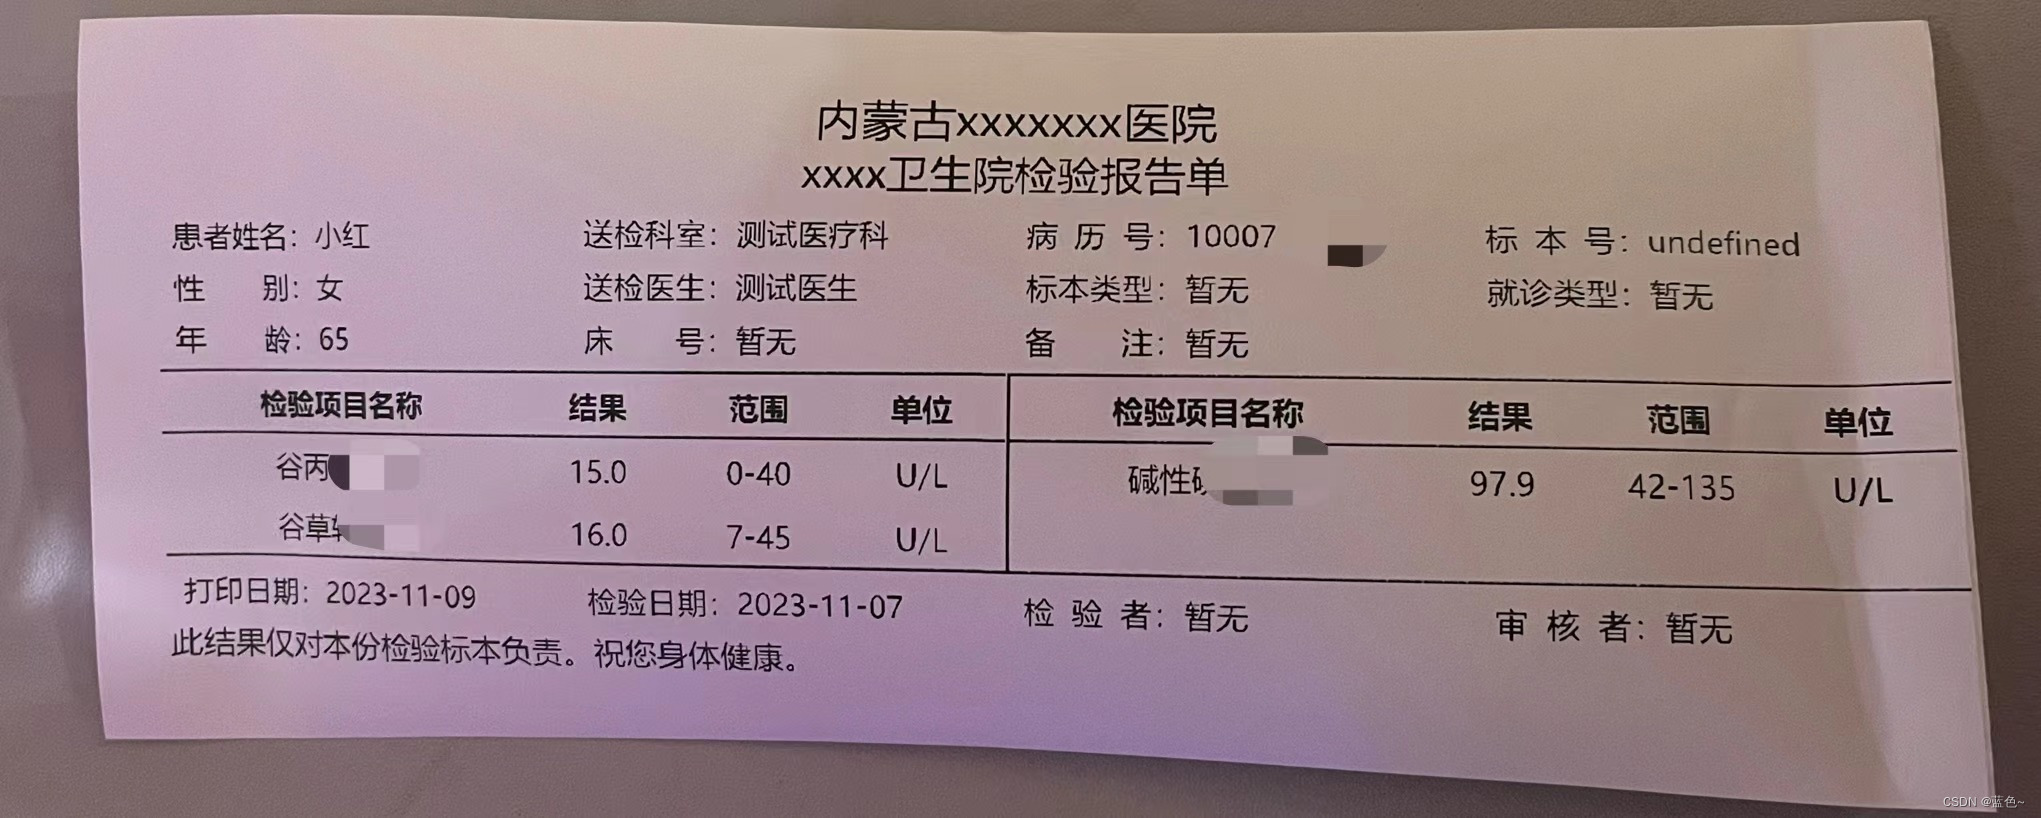 内蒙古xxxxxxx医院
xxxx卫生院检验报告单
患者姓名：小红 送检科室：测试医疗科 病 历 号：10007 标 本 号：undefined
性 别：女 送检医生：测试医生 标本类型：暂无 就诊类型：暂无
年 龄：65 床 号：暂无 备 注：暂无
检验项目名称 结果 范围 单位 检验项目名称 结果 范围 单位
谷丙 15.0 0-40 U/L 碱性 97.9 42-135 U/L
谷草 16.0 7-45 U/L
打印日期：2023-11-09 检验日期：2023-11-07 检 验 者：暂无 审 核 者：暂无
此结果仅对本份检验标本负责。祝您身体健康。
CSDN @蓝色~